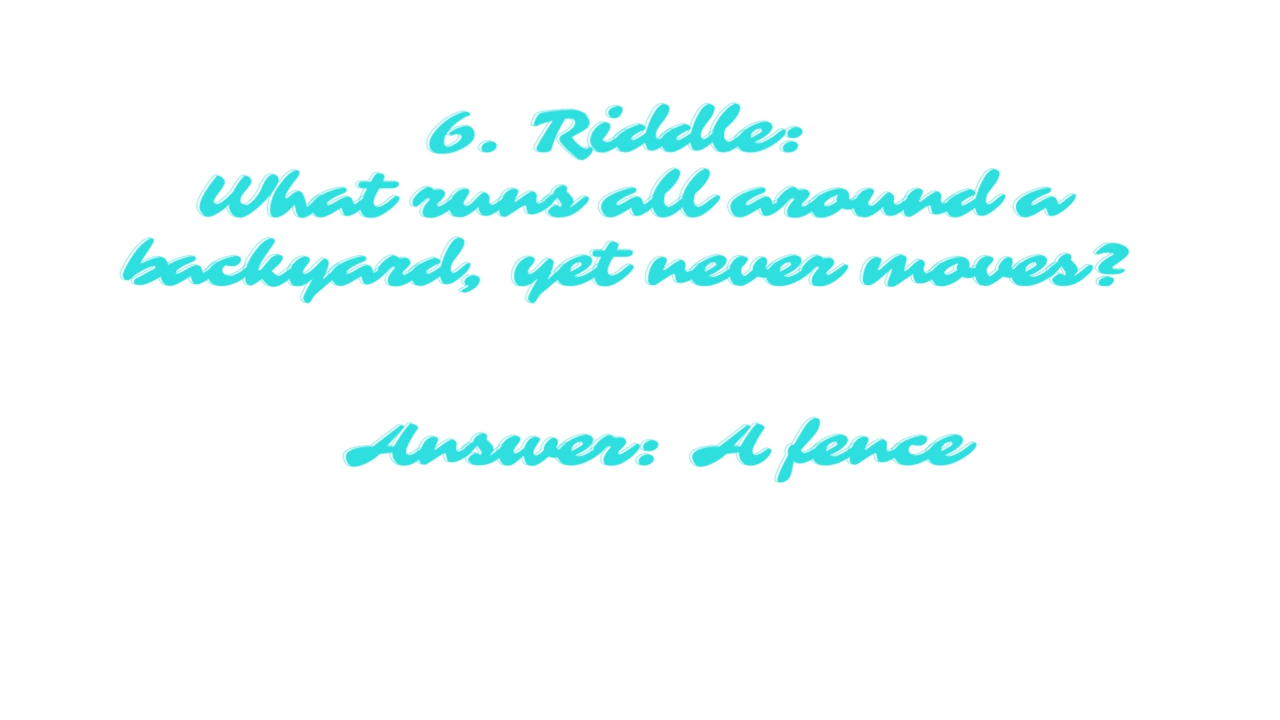 6. Riddle:
What runs all around a
backyard, yet never moves?
Answer: A fence